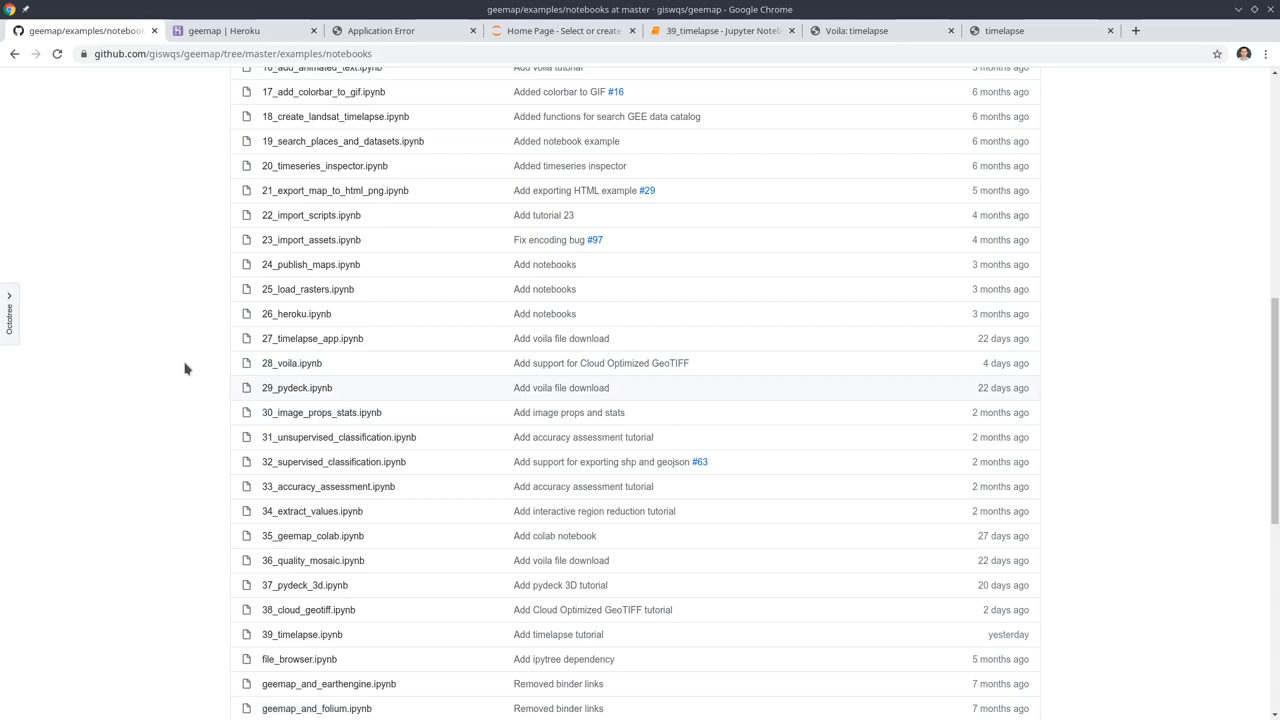 geemap/examples/notebooks at master · giswqs/geemap - Google Chrome
geemap/examples/notebooks
geemap | Heroku
Application Error
Home Page - Select or create
39_timelapse - Jupyter Noteb
Voila: timelapse
timelapse
github.com/giswqs/geemap/tree/master/examples/notebooks
16_add_animated_text.ipynb Add voila tutorial 3 months ago
17_add_colorbar_to_gif.ipynb Added colorbar to GIF #16 6 months ago
18_create_landsat_timelapse.ipynb Added functions for search GEE data catalog 6 months ago
19_search_places_and_datasets.ipynb Added notebook example 6 months ago
20_timeseries_inspector.ipynb Added timeseries inspector 6 months ago
21_export_map_to_html_png.ipynb Add exporting HTML example #29 5 months ago
22_import_scripts.ipynb Add tutorial 23 4 months ago
23_import_assets.ipynb Fix encoding bug #97 4 months ago
24_publish_maps.ipynb Add notebooks 3 months ago
25_load_rasters.ipynb Add notebooks 3 months ago
26_heroku.ipynb Add notebooks 3 months ago
27_timelapse_app.ipynb Add voila file download 22 days ago
28_voila.ipynb Add support for Cloud Optimized GeoTIFF 4 days ago
29_pydeck.ipynb Add voila file download 22 days ago
30_image_props_stats.ipynb Add image props and stats 2 months ago
31_unsupervised_classification.ipynb Add accuracy assessment tutorial 2 months ago
32_supervised_classification.ipynb Add support for exporting shp and geojson #63 2 months ago
33_accuracy_assessment.ipynb Add accuracy assessment tutorial 2 months ago
34_extract_values.ipynb Add interactive region reduction tutorial 2 months ago
35_geemap_colab.ipynb Add colab notebook 27 days ago
36_quality_mosaic.ipynb Add voila file download 22 days ago
37_pydeck_3d.ipynb Add pydeck 3D tutorial 20 days ago
38_cloud_geotiff.ipynb Add Cloud Optimized GeoTIFF tutorial 2 days ago
39_timelapse.ipynb Add timelapse tutorial yesterday
file_browser.ipynb Add ipytree dependency 5 months ago
geemap_and_earthengine.ipynb Removed binder links 7 months ago
geemap_and_folium.ipynb Removed binder links 7 months ago
Octotree